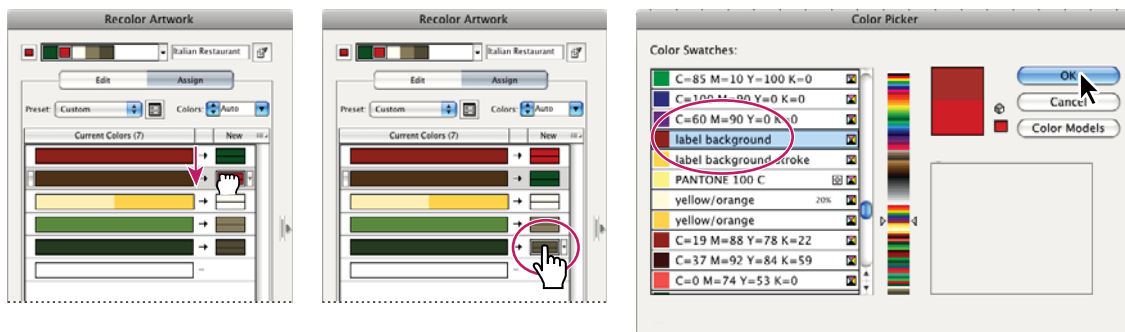 Recolor Artwork
Italian Restaurant
Edit Assign
Preset: Custom Colors: Auto
Current Colors (7) New
Recolor Artwork
Italian Restaurant
Edit Assign
Preset: Custom Colors: Auto
Current Colors (7) New
Color Picker
Color Swatches:
C=85 M=10 Y=100 K=0
C=100 M=90 Y=0 K=0
C=60 M=90 Y=0 K=0
label background
label background stroke
PANTONE 100 C
yellow/orange 20%
yellow/orange
C=19 M=88 Y=78 K=22
C=37 M=92 Y=84 K=59
C=0 M=74 Y=53 K=0
OK
Cancel
Color Models